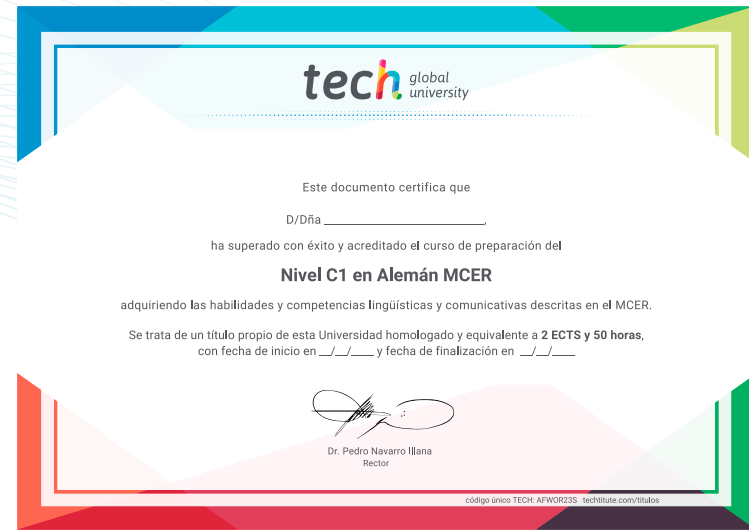 tech global university
Este documento certifica que
D/Dña ________________________,
ha superado con éxito y acreditado el curso de preparación del
Nivel C1 en Alemán MCER
adquiriendo las habilidades y competencias lingüísticas y comunicativas descritas en el MCER.
Se trata de un título propio de esta Universidad homologado y equivalente a 2 ECTS y 50 horas,
con fecha de inicio en __/__/____ y fecha de finalización en __/__/____
Dr. Pedro Navarro Illana
Rector
código único TECH: AFWOR23S techtitute.com/titulos